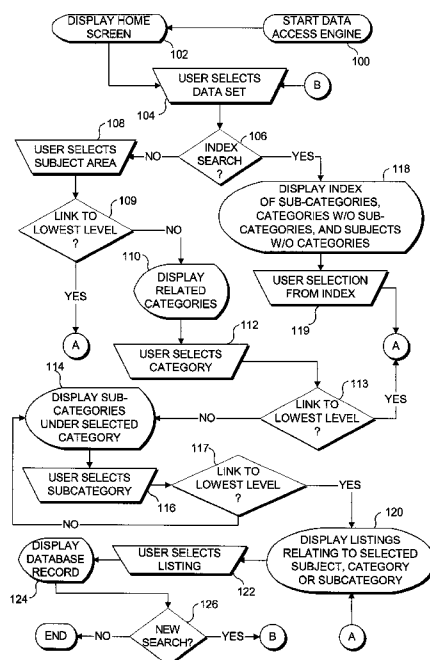 DISPLAY HOME
SCREEN
102
START DATA
ACCESS ENGINE
100
USER SELECTS
DATA SET
104
B
108
USER SELECTS
SUBJECT AREA
NO
106
INDEX
SEARCH
?
YES
118
DISPLAY INDEX
OF SUB-CATEGORIES,
CATEGORIES W/O SUB-
CATEGORIES, AND SUBJECTS
W/O CATEGORIES
109
LINK TO
LOWEST LEVEL
?
NO
YES
A
110
DISPLAY
RELATED
CATEGORIES
USER SELECTION
FROM INDEX
119
A
112
USER SELECTS
CATEGORY
114
DISPLAY SUB-
CATEGORIES
UNDER SELECTED
CATEGORY
NO
113
LINK TO
LOWEST LEVEL
?
YES
117
LINK TO
LOWEST LEVEL
?
YES
USER SELECTS
SUBCATEGORY
116
NO
120
DISPLAY LISTINGS
RELATING TO SELECTED
SUBJECT, CATEGORY
OR SUBCATEGORY
DISPLAY
DATABASE
RECORD
124
USER SELECTS
LISTING
122
126
NEW
SEARCH?
NO
END
YES
B
A